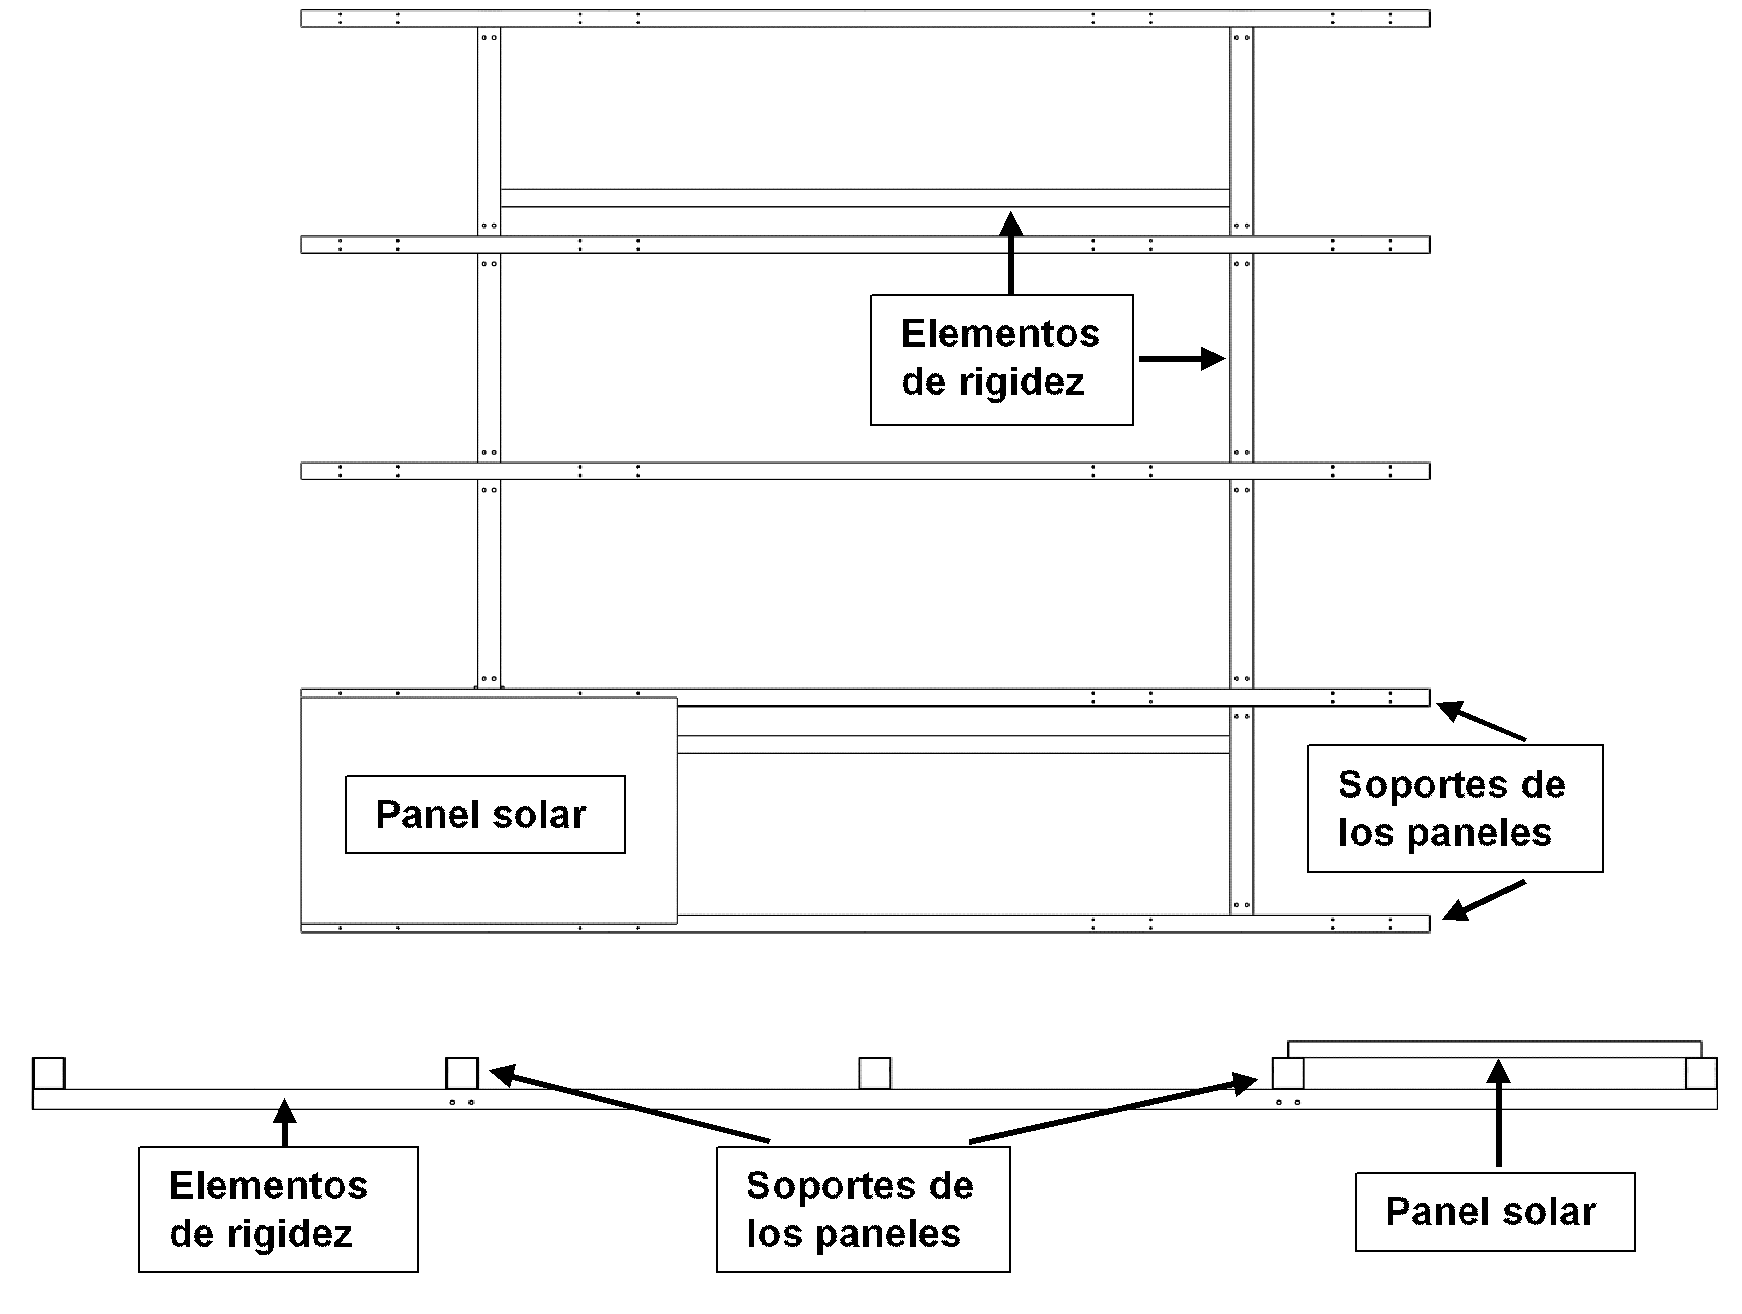 Elementos
de rigidez
Panel solar
Soportes de
los paneles
Elementos
de rigidez
Soportes de
los paneles
Panel solar